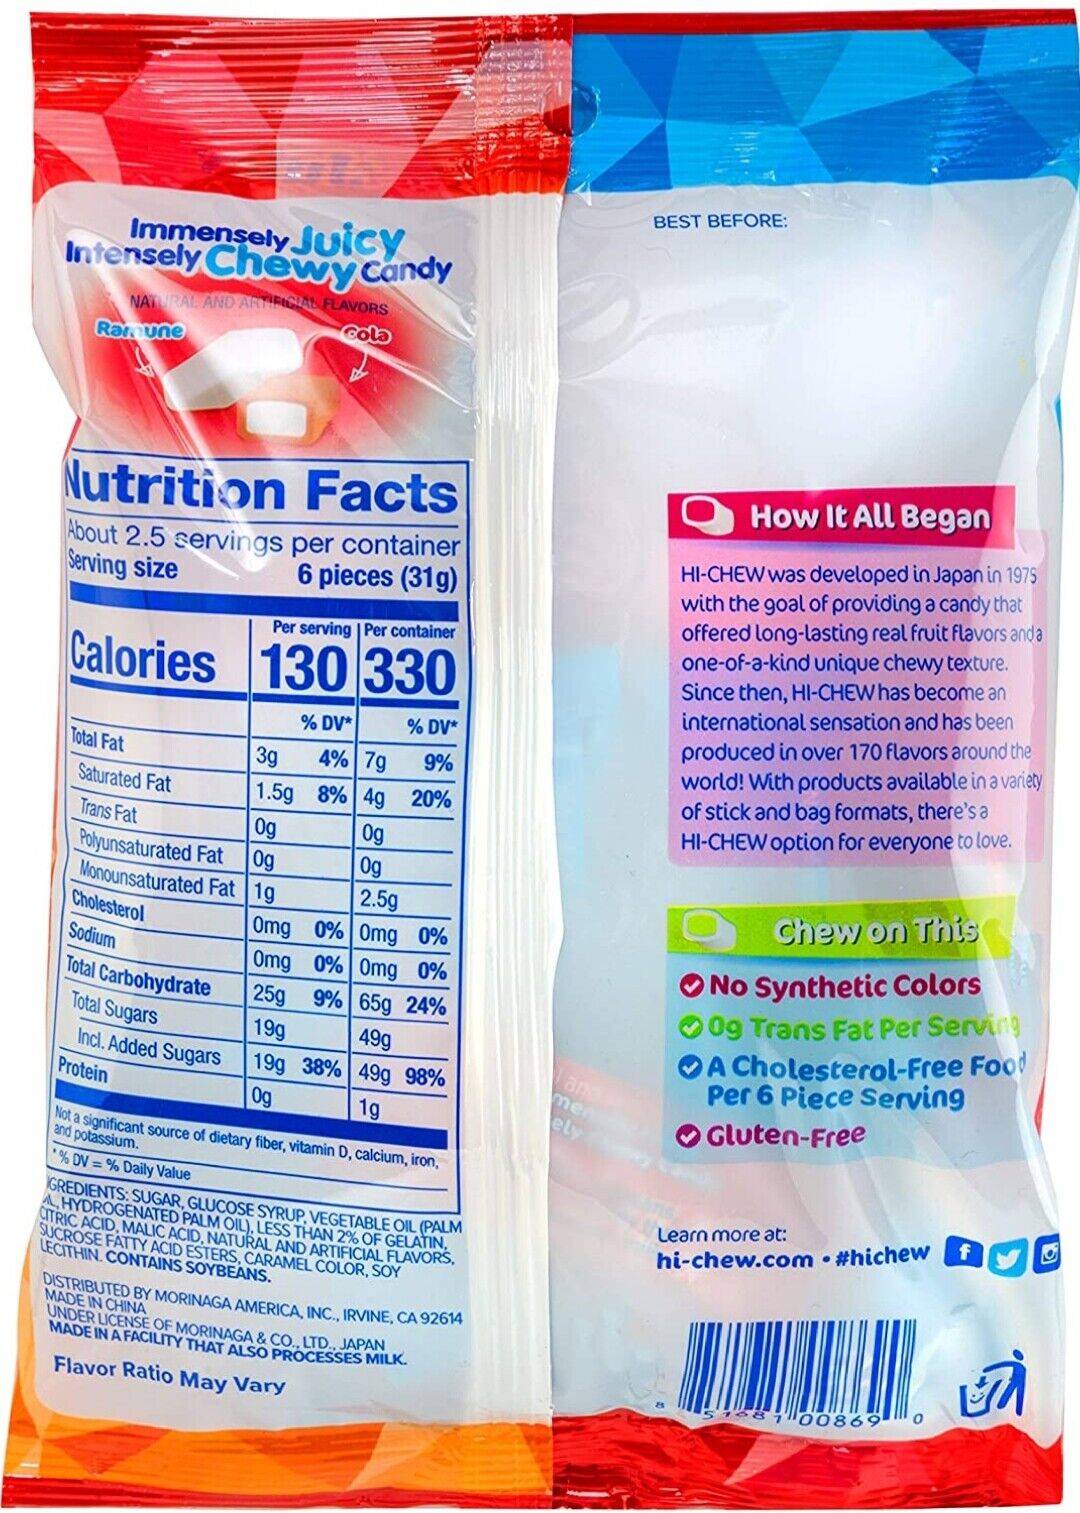 Immensely Juicy
Intensely Chewy Candy
NATURAL AND ARTIFICIAL FLAVORS
Ramune
Cola
Nutrition Facts
About 2.5 servings per container
Serving size 6 pieces (31g)
Per serving Per container
Calories 130 330
% DV* % DV*
Total Fat 3g 4% 7g 9%
Saturated Fat 1.5g 8% 4g 20%
Trans Fat 0g 0g
Polyunsaturated Fat 0g 0g
Monounsaturated Fat 1g 2.5g
Cholesterol 0mg 0% 0mg 0%
Sodium 0mg 0% 0mg 0%
Total Carbohydrate 25g 9% 65g 24%
Total Sugars 19g 49g
Incl. Added Sugars 19g 38% 49g 98%
Protein 0g 1g
Not a significant source of dietary fiber, vitamin D, calcium, iron,
and potassium.
*% DV = % Daily Value
GREDIENTS: SUGAR, GLUCOSE SYRUP, VEGETABLE OIL (PALM
IL, HYDROGENATED PALM OIL), LESS THAN 2% OF GELATIN,
CITRIC ACID, MALIC ACID, NATURAL AND ARTIFICIAL FLAVORS,
SUCROSE FATTY ACID ESTERS, CARAMEL COLOR, SOY
LECITHIN. CONTAINS SOYBEANS.
DISTRIBUTED BY MORINAGA AMERICA, INC., IRVINE, CA 92614
MADE IN CHINA
UNDER LICENSE OF MORINAGA & CO., LTD., JAPAN
MADE IN A FACILITY THAT ALSO PROCESSES MILK.
Flavor Ratio May Vary
BEST BEFORE:
How It All Began
HI-CHEW was developed in Japan in 1975
with the goal of providing a candy that
offered long-lasting real fruit flavors and a
one-of-a-kind unique chewy texture.
Since then, HI-CHEW has become an
international sensation and has been
produced in over 170 flavors around the
world! With products available in a variety
of stick and bag formats, there's a
HI-CHEW option for everyone to love.
Chew on This
No Synthetic Colors
0g Trans Fat Per Serving
A Cholesterol-Free Food
Per 6 Piece Serving
Gluten-Free
Learn more at:
hi-chew.com • #hichew
8 51681 00869 0